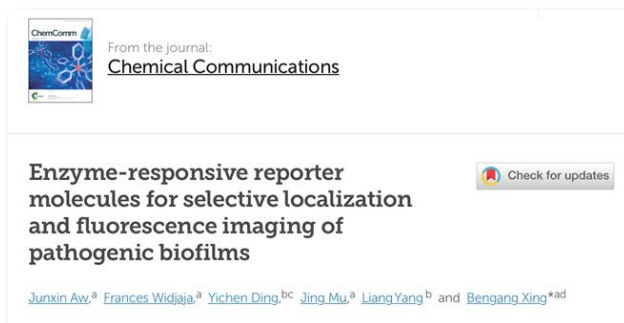 ChemComm
From the journal:
Chemical Communications
Enzyme-responsive reporter
molecules for selective localization
and fluorescence imaging of
pathogenic biofilms
Check for updates
Junxin Aw,a Frances Widjaja,a Yichen Ding,bc Jing Mu,a Liang Yang b and Bengang Xing*ad